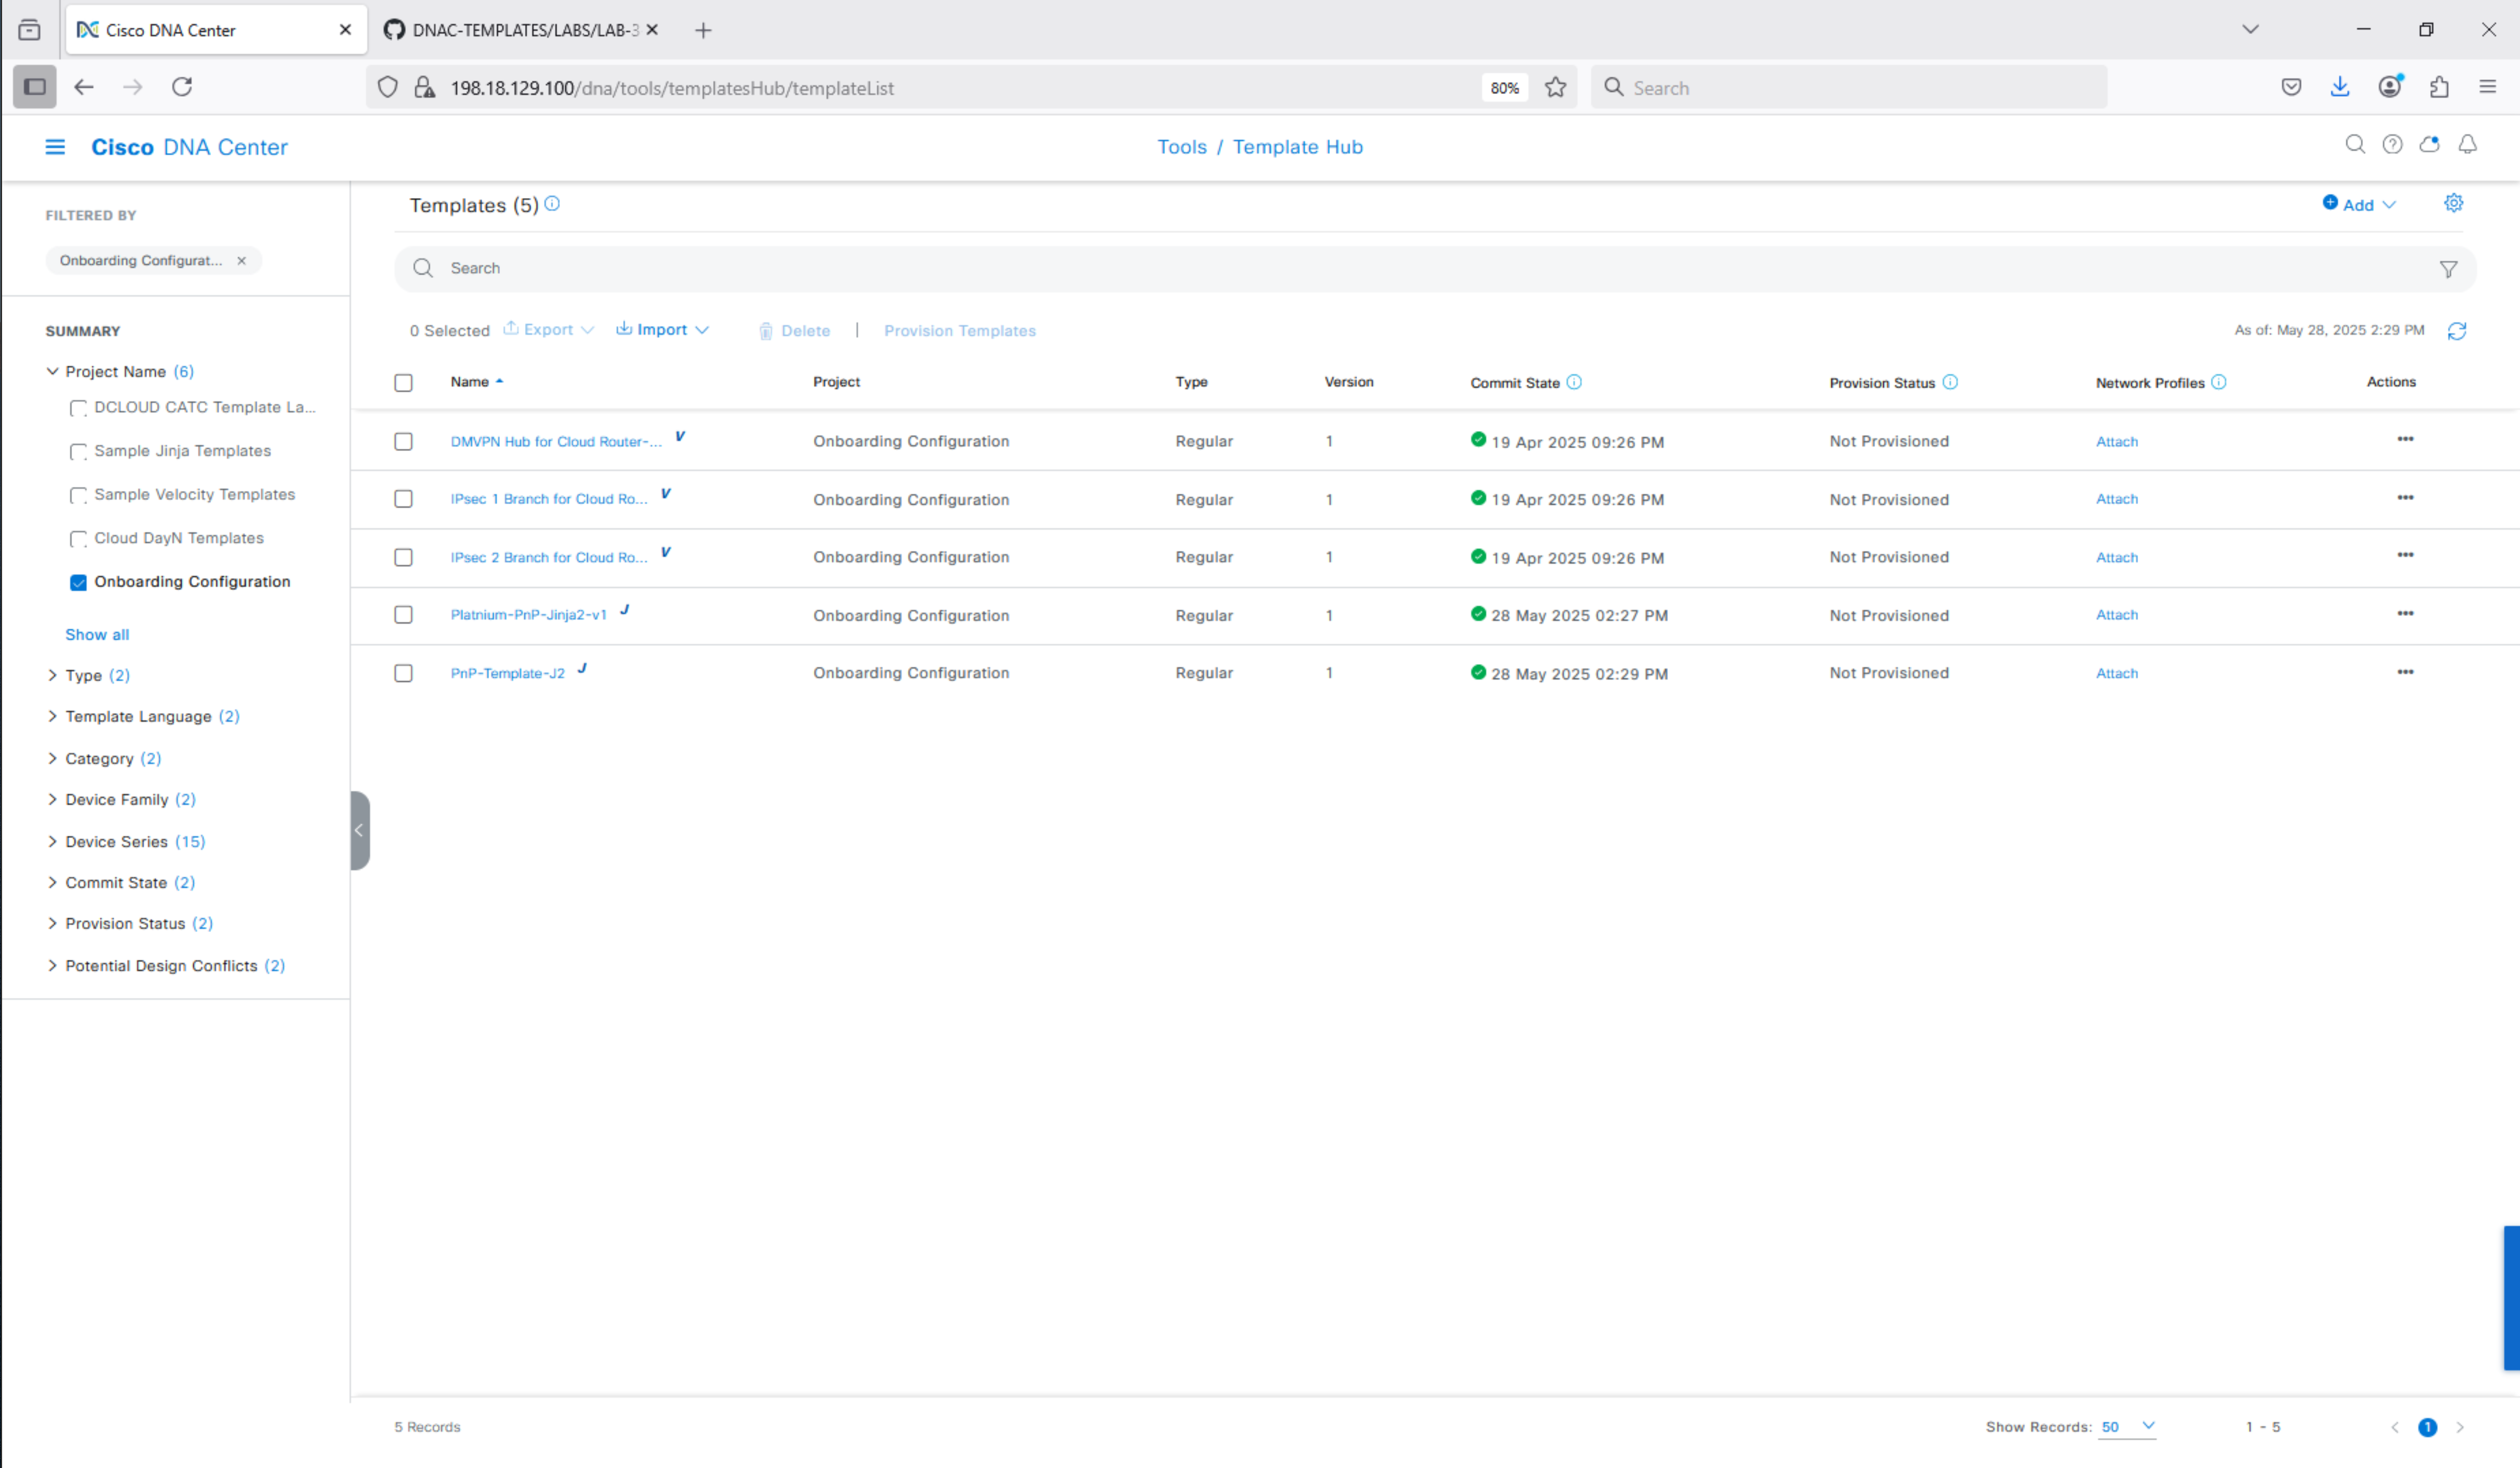 Cisco DNA Center
DNAC-TEMPLATES/LABS/LAB-3
198.18.129.100/dna/tools/templatesHub/templateList
80%
Search
Cisco DNA Center
Tools / Template Hub
FILTERED BY
Onboarding Configurat...
SUMMARY
Project Name (6)
DCLOUD CATC Template La...
Sample Jinja Templates
Sample Velocity Templates
Cloud DayN Templates
Onboarding Configuration
Show all
Type (2)
Template Language (2)
Category (2)
Device Family (2)
Device Series (15)
Commit State (2)
Provision Status (2)
Potential Design Conflicts (2)
Templates (5)
Add
Search
0 Selected Export Import Delete | Provision Templates As of: May 28, 2025 2:29 PM
Name Project Type Version Commit State Provision Status Network Profiles Actions
DMVPN Hub for Cloud Router-... V Onboarding Configuration Regular 1 19 Apr 2025 09:26 PM Not Provisioned Attach
IPsec 1 Branch for Cloud Ro... V Onboarding Configuration Regular 1 19 Apr 2025 09:26 PM Not Provisioned Attach
IPsec 2 Branch for Cloud Ro... V Onboarding Configuration Regular 1 19 Apr 2025 09:26 PM Not Provisioned Attach
Platnium-PnP-Jinja2-v1 J Onboarding Configuration Regular 1 28 May 2025 02:27 PM Not Provisioned Attach
PnP-Template-J2 J Onboarding Configuration Regular 1 28 May 2025 02:29 PM Not Provisioned Attach
5 Records Show Records: 50 1 - 5 1